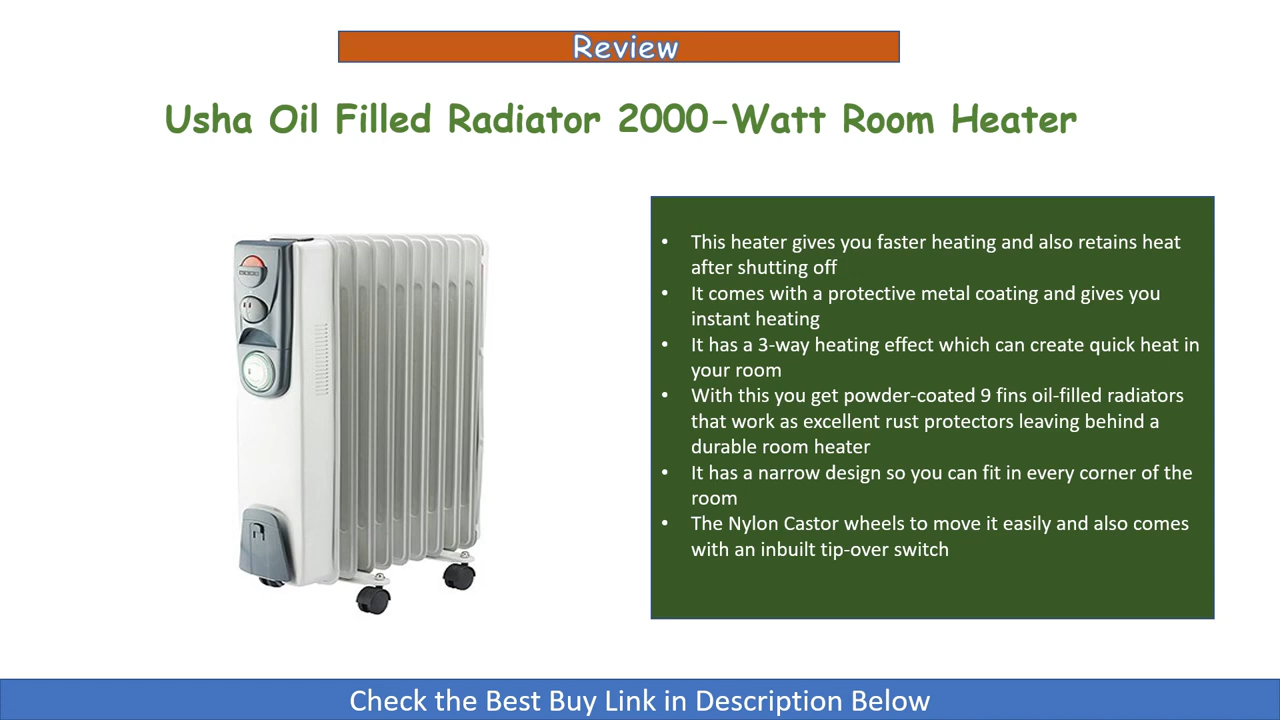 Review
Usha Oil Filled Radiator 2000-Watt Room Heater
• This heater gives you faster heating and also retains heat
after shutting off
• It comes with a protective metal coating and gives you
instant heating
• It has a 3-way heating effect which can create quick heat in
your room
• With this you get powder-coated 9 fins oil-filled radiators
that work as excellent rust protectors leaving behind a
durable room heater
• It has a narrow design so you can fit in every corner of the
room
• The Nylon Castor wheels to move it easily and also comes
with an inbuilt tip-over switch
Check the Best Buy Link in Description Below